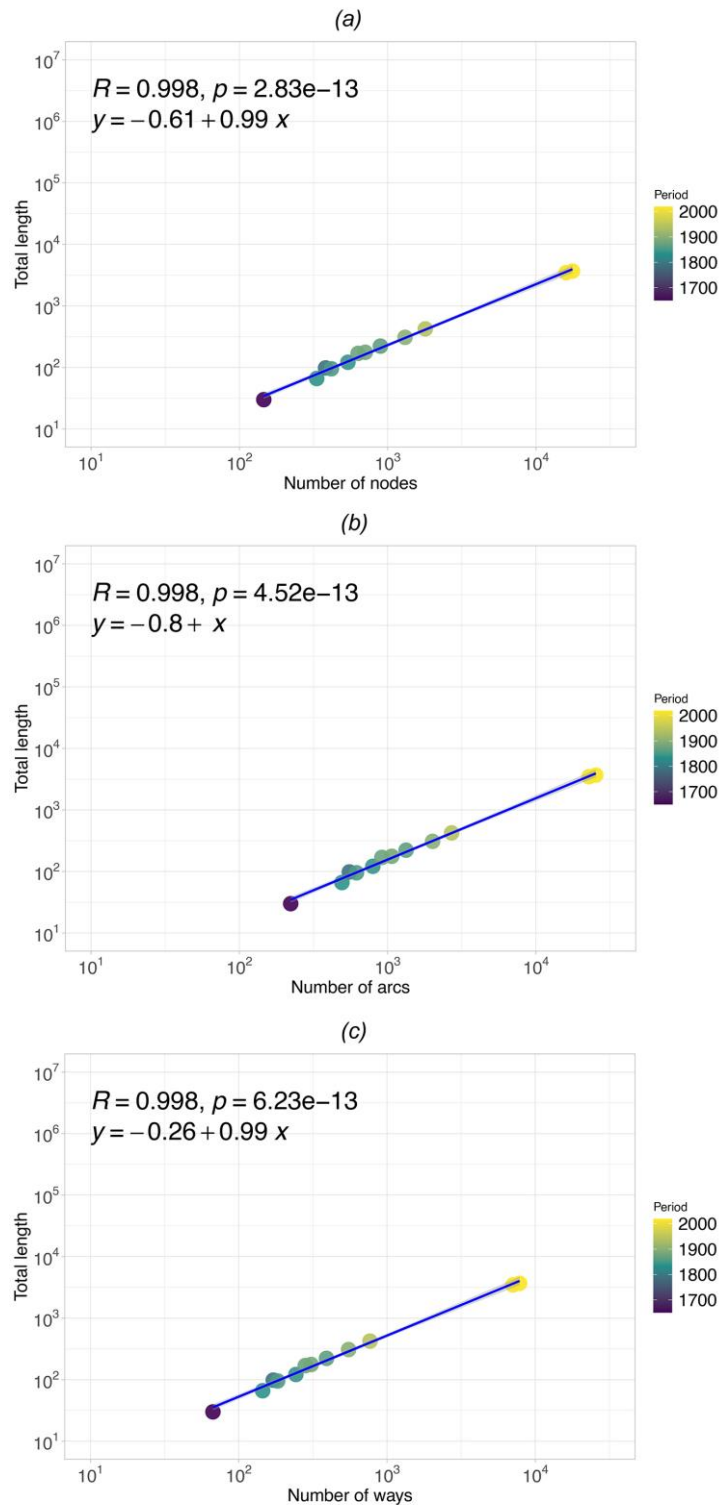 (a)
R = 0.998, p = 2.83e−13
y = −0.61 + 0.99 x
10⁷
10⁶
10⁵
10⁴
10³
10²
10¹
Total length
10¹ 10² 10³ 10⁴
Number of nodes
Period
2000
1900
1800
1700
(b)
R = 0.998, p = 4.52e−13
y = −0.8 + x
10⁷
10⁶
10⁵
10⁴
10³
10²
10¹
Total length
10¹ 10² 10³ 10⁴
Number of arcs
Period
2000
1900
1800
1700
(c)
R = 0.998, p = 6.23e−13
y = −0.26 + 0.99 x
10⁷
10⁶
10⁵
10⁴
10³
10²
10¹
Total length
10¹ 10² 10³ 10⁴
Number of ways
Period
2000
1900
1800
1700